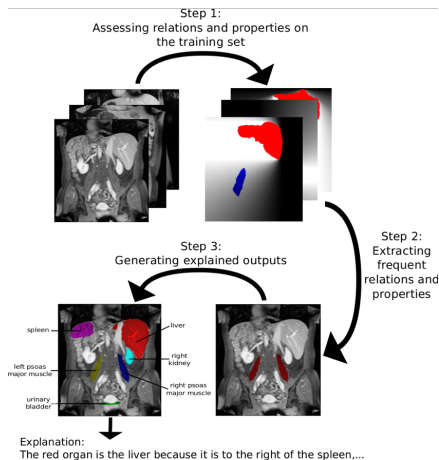 Step 1:
Assessing relations and properties on
the training set
Step 2:
Extracting
frequent
relations and
properties
Step 3:
Generating explained outputs
spleen
liver
right
kidney
left psoas
major muscle
right psoas
major muscle
urinary
bladder
Explanation:
The red organ is the liver because it is to the right of the spleen,...